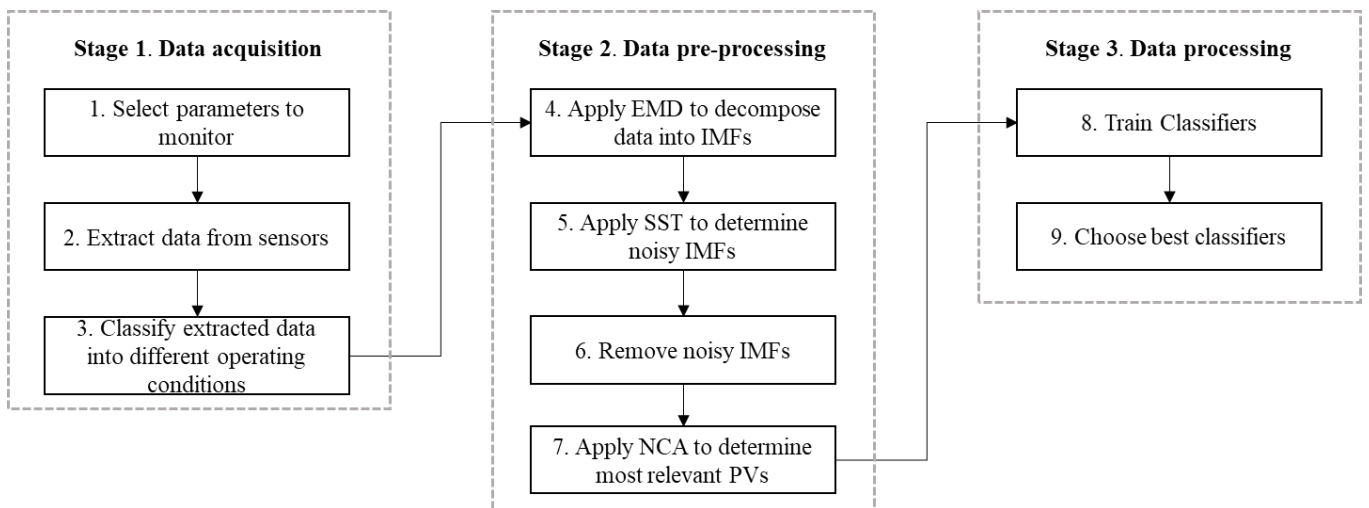 Stage 1. Data acquisition
1. Select parameters to
monitor
2. Extract data from sensors
3. Classify extracted data
into different operating
conditions
Stage 2. Data pre-processing
4. Apply EMD to decompose
data into IMFs
5. Apply SST to determine
noisy IMFs
6. Remove noisy IMFs
7. Apply NCA to determine
most relevant PVs
Stage 3. Data processing
8. Train Classifiers
9. Choose best classifiers